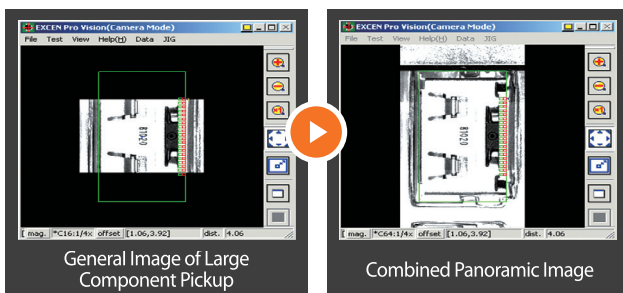 EXCEN Pro Vision(Camera Mode)
File Test View Help(H) Data JIG
[ mag. *C16:1/4x offset [1.06,3.92] dist. 4.06
General Image of Large
Component Pickup
EXCEN Pro Vision(Camera Mode)
File Test View Help(H) Data JIG
[ mag. *C64:1/4x offset [1.06,3.92] dist. 4.06
Combined Panoramic Image